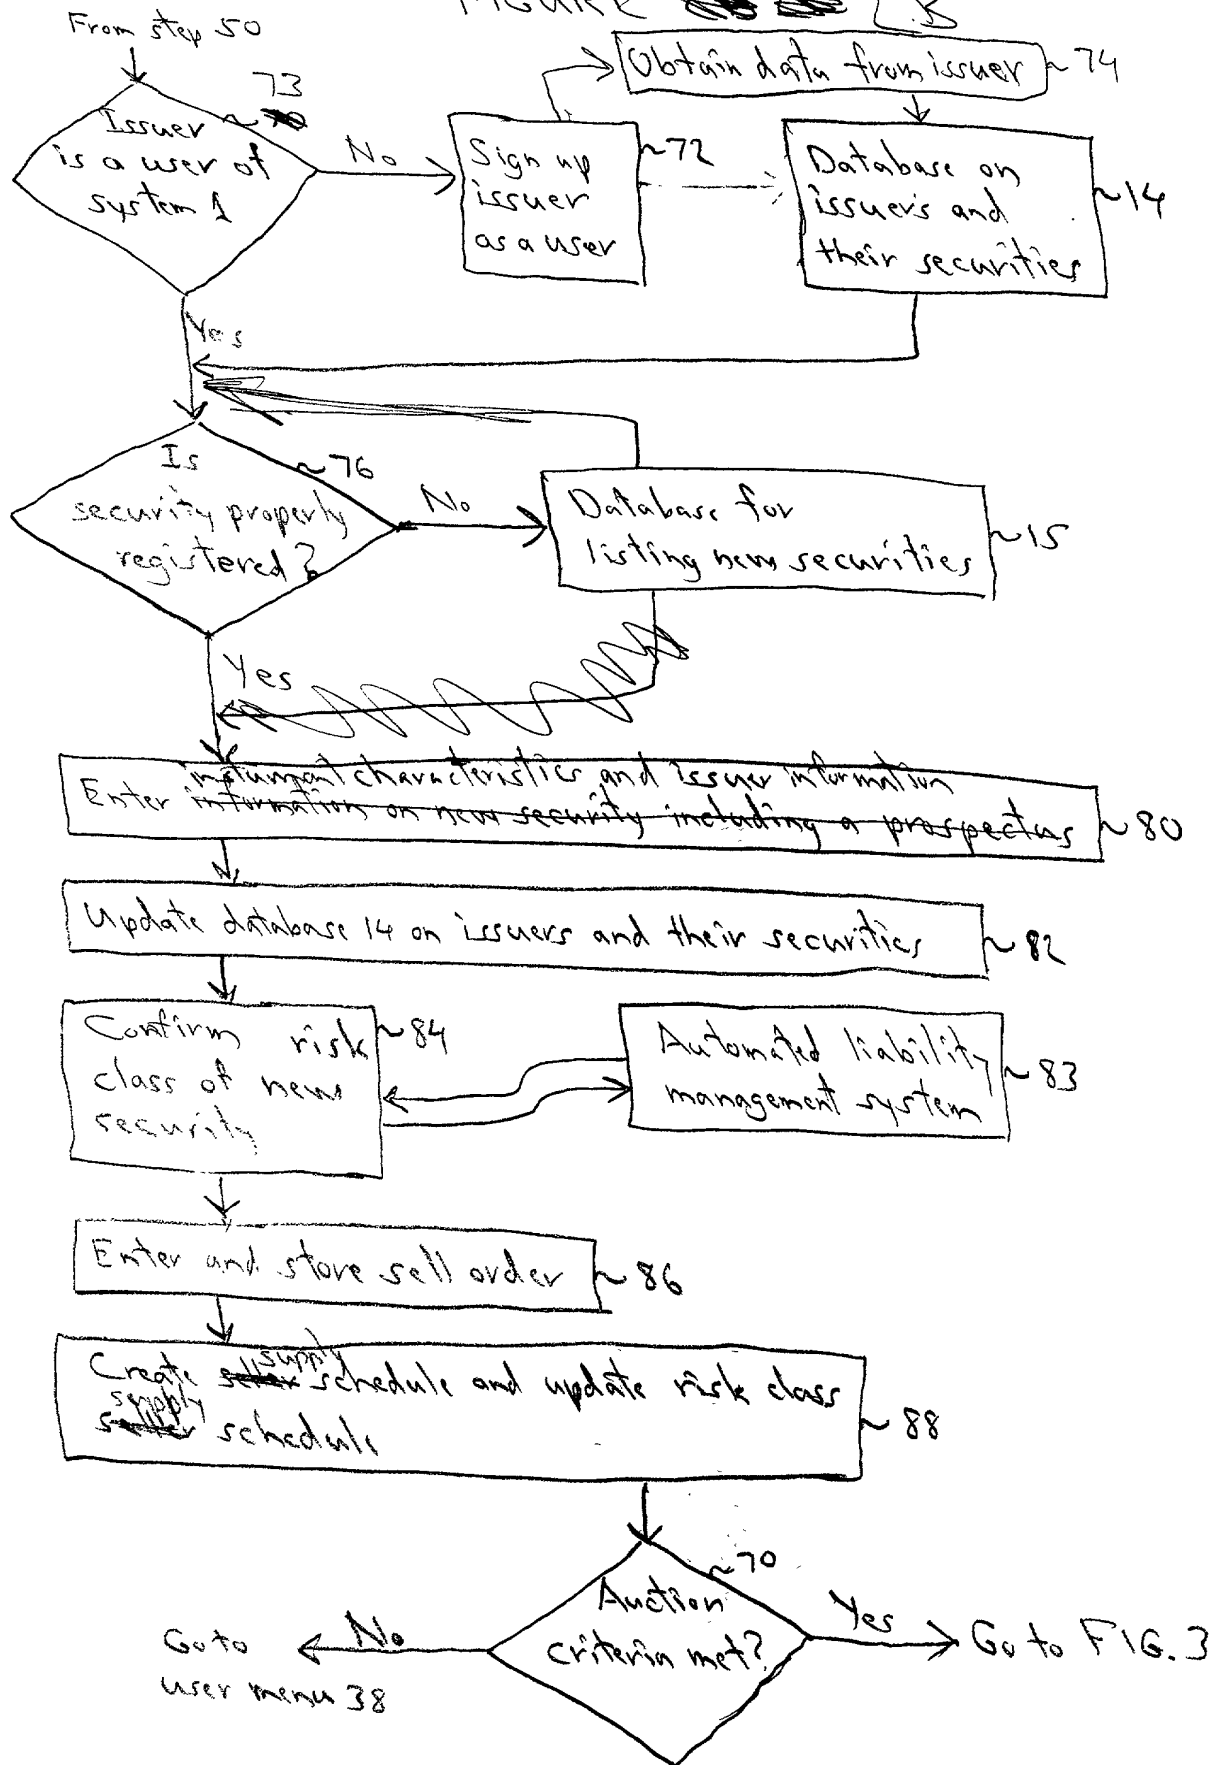 FIGURE 2B
From step 50
Obtain data from issuer ~74
73
Issuer
is a user of
system 1
No
Sign up
issuer
as a user
~72
Database on
issuers and
their securities
~14
Yes
Is
security properly
registered?
~76
No
Database for
listing new securities
~15
Yes
instrument characteristics and issuer information
Enter information on new security including a prospectus ~80
Update database 14 on issuers and their securities ~82
Confirm risk
class of new
security
~84
Automated liability
management system
~83
Enter and store sell order ~86
supply
Create seller schedule and update risk class
supply
seller schedule
~88
~70
Auction
criteria met?
No
Go to
user menu 38
Yes
Go to FIG. 3